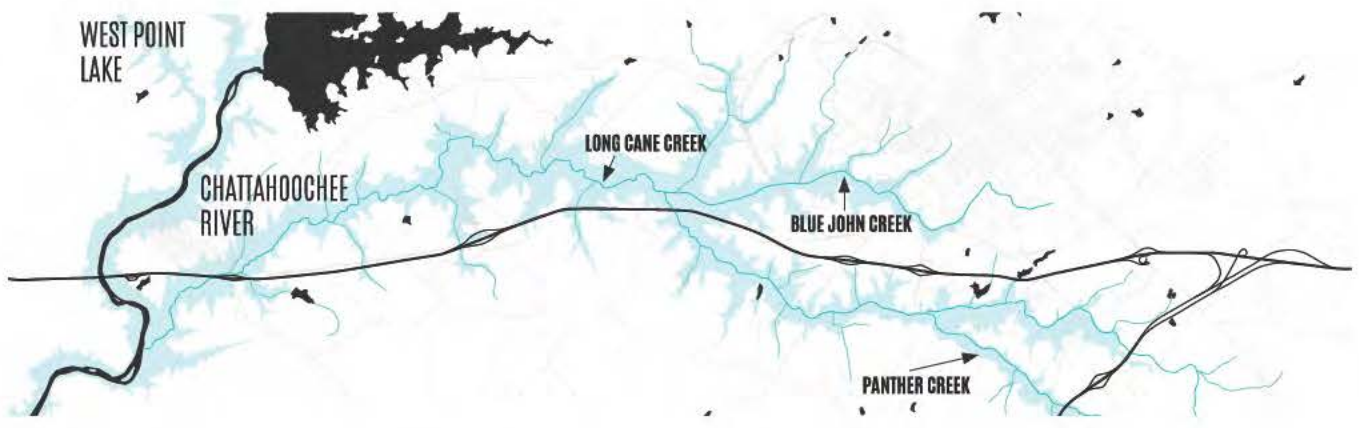 WEST POINT
LAKE
LONG CANE CREEK
CHATTAHOOCHEE
RIVER
BLUE JOHN CREEK
PANTHER CREEK